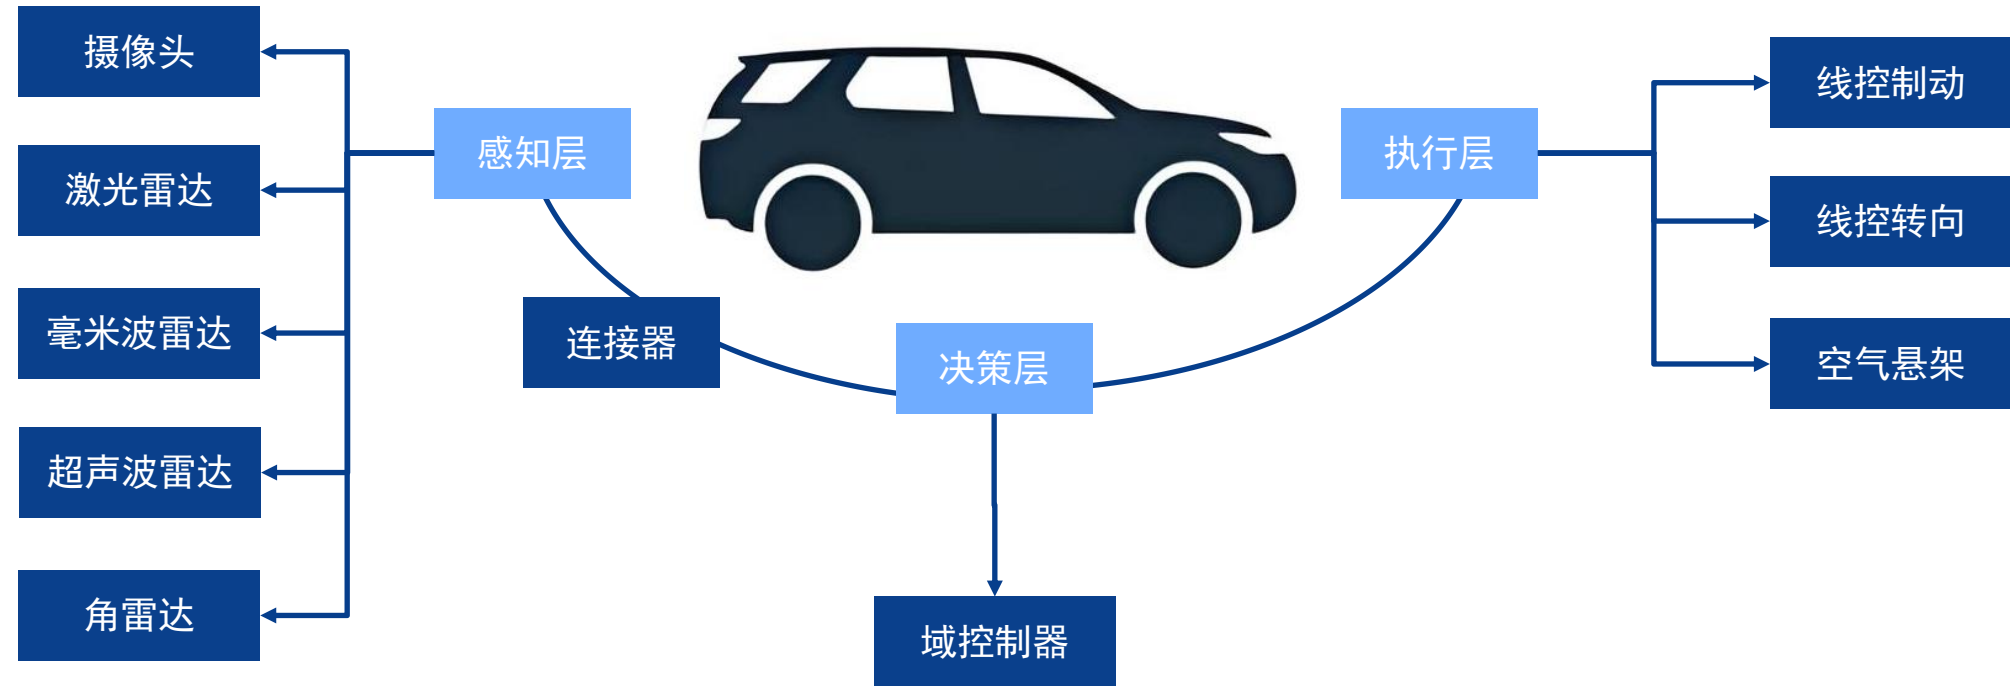 摄像头
激光雷达
毫米波雷达
超声波雷达
角雷达
感知层
连接器
决策层
域控制器
执行层
线控制动
线控转向
空气悬架